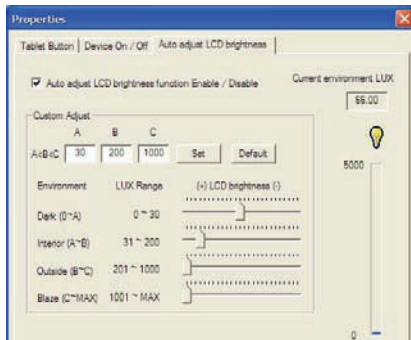 Properties
Tablet Button Device On / Off Auto adjust LCD brightness
Auto adjust LCD brightness function Enable / Disable
Current environment LUX
66.00
Custom Adjust
A B C
A<B<C 30 200 1000 Set Default
5000
Environment LUX Range (+) LCD brightness (-)
Dark (0~A) 0 ~ 30
Interior (A~B) 31 ~ 200
Outside (B~C) 201 ~ 1000
Blaze (C~MAX) 1001 ~ MAX
0